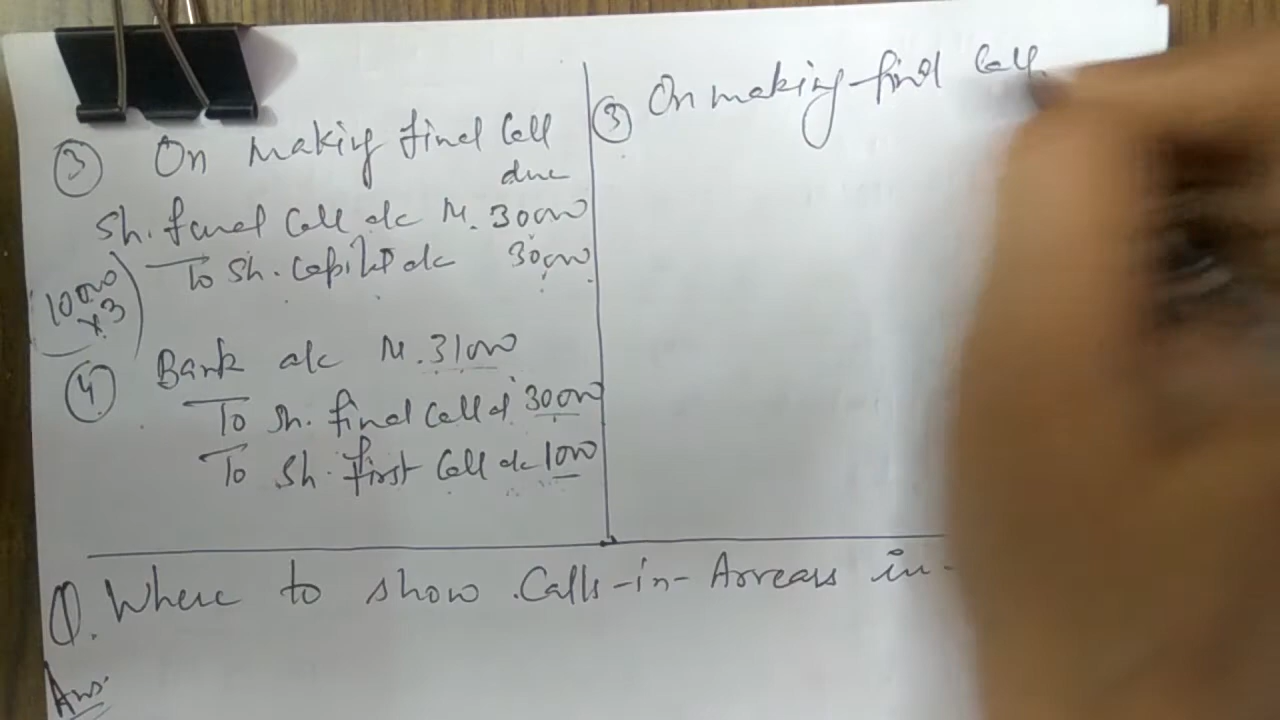 ③ On Making final Call
due
Sh. final Call a/c Dr. 30000
To Sh. Capital a/c 30000
(10000 × 3)
④ Bank a/c Dr. 31000
To Sh. final Call a/c 30000
To Sh. first Call a/c 1000
③ On making final Call
Q. Where to show Calls-in-Arrears in
Ans.